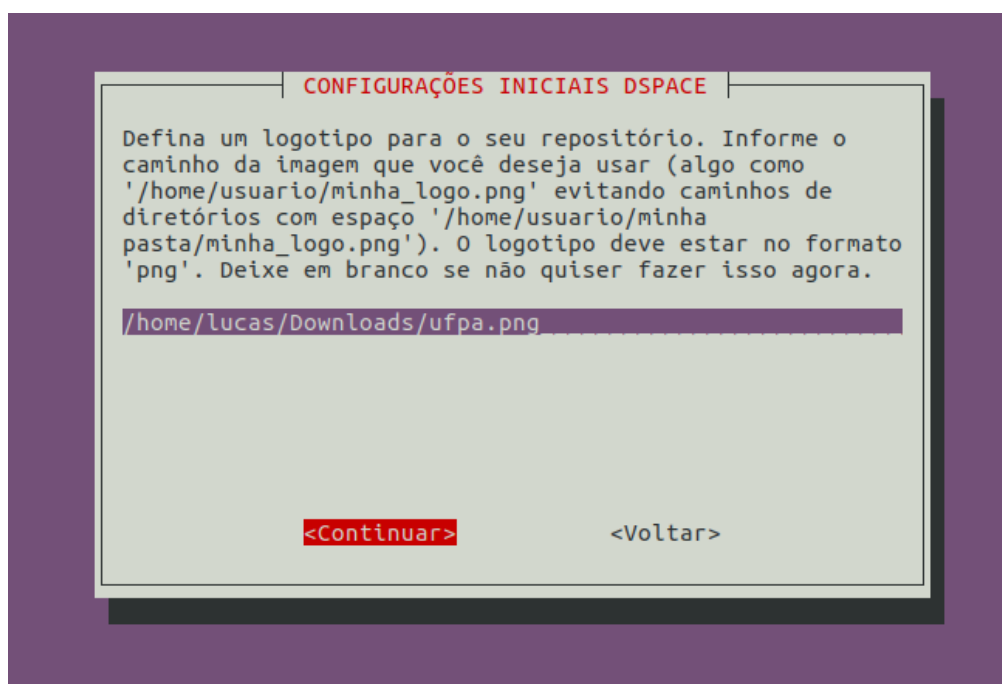 CONFIGURAÇÕES INICIAIS DSPACE
Defina um logotipo para o seu repositório. Informe o
caminho da imagem que você deseja usar (algo como
'/home/usuario/minha_logo.png' evitando caminhos de
diretórios com espaço '/home/usuario/minha
pasta/minha_logo.png'). O logotipo deve estar no formato
'png'. Deixe em branco se não quiser fazer isso agora.
/home/lucas/Downloads/ufpa.png
<Continuar> <Voltar>